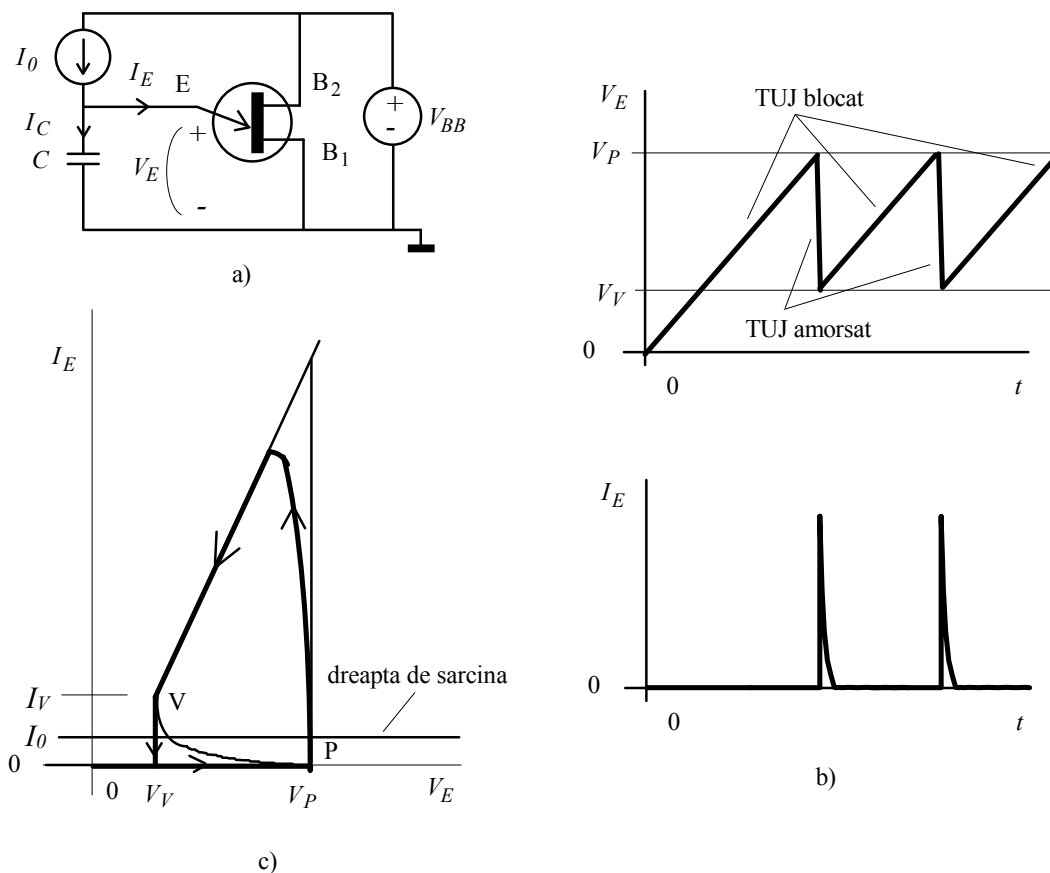 I0
IE
E
B2
+
-
VBB
IC
C
+
VE
-
B1
a)
VE
TUJ blocat
VP
VV
TUJ amorsat
0
0
t
IE
0
0
t
b)
IE
dreapta de sarcina
IV
V
I0
P
0
0
VV
VP
VE
c)